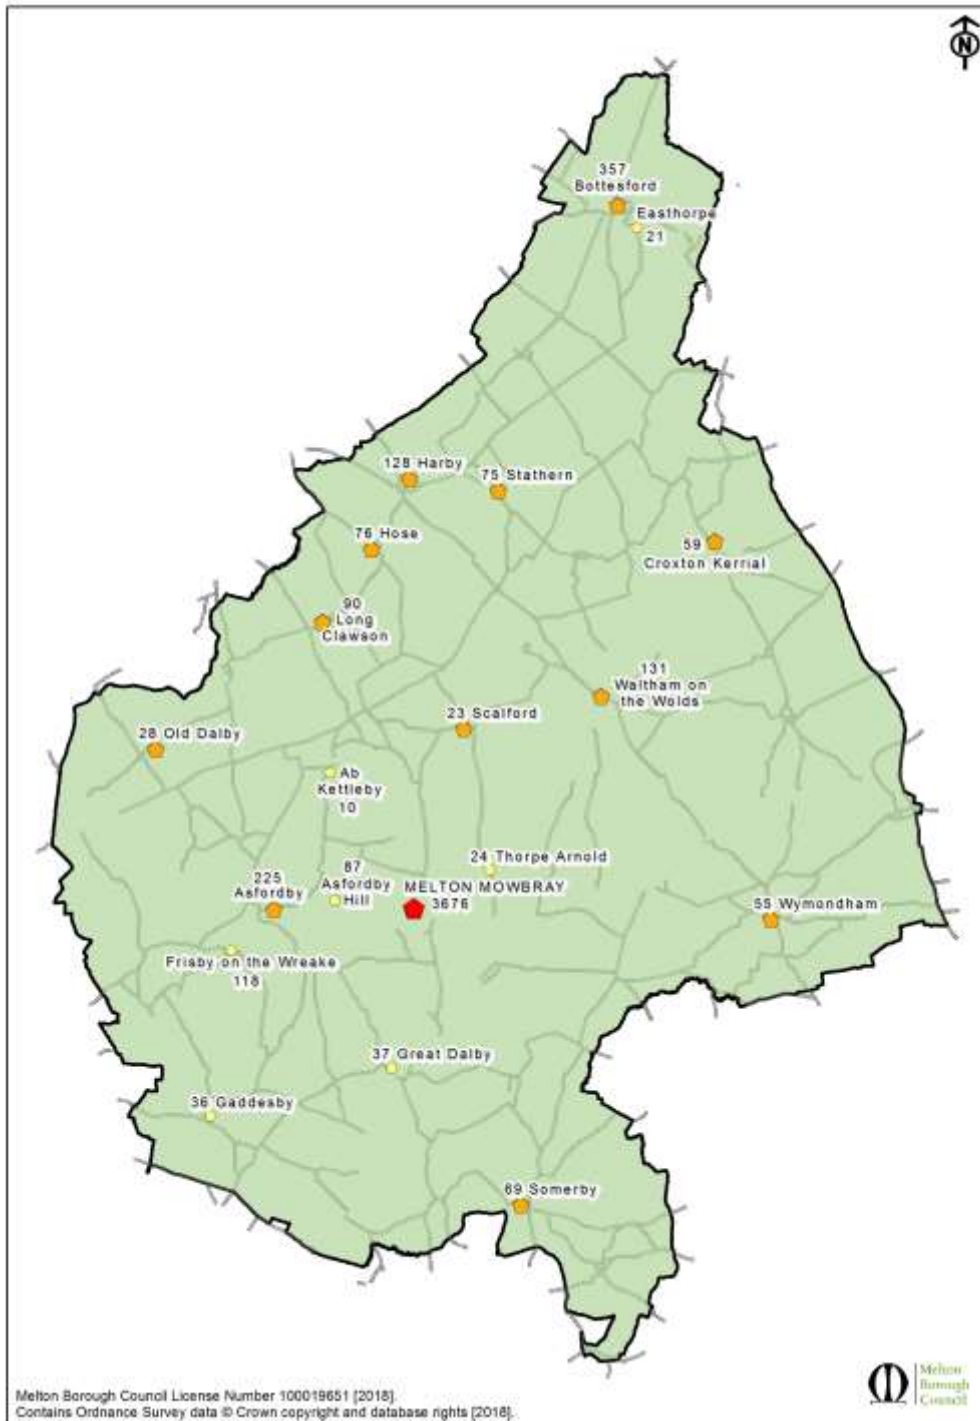 N
357
Bottesford
Easthorpe
21
128 Harby
75 Stathern
76 Hose
59
Croxton Kerrial
90
Long
Clawson
131
Waltham on
the Wolds
23 Scalford
28 Old Dalby
Ab
Kettleby
10
24 Thorpe Arnold
87
Asfordby
Hill
225
Asfordby
MELTON MOWBRAY
3676
55 Wymondham
Frisby on the Wreake
118
37 Great Dalby
36 Gaddesby
69 Somerby
Melton Borough Council License Number 100019651 [2018].
Contains Ordnance Survey data © Crown copyright and database rights [2018].
Melton
Borough
Council